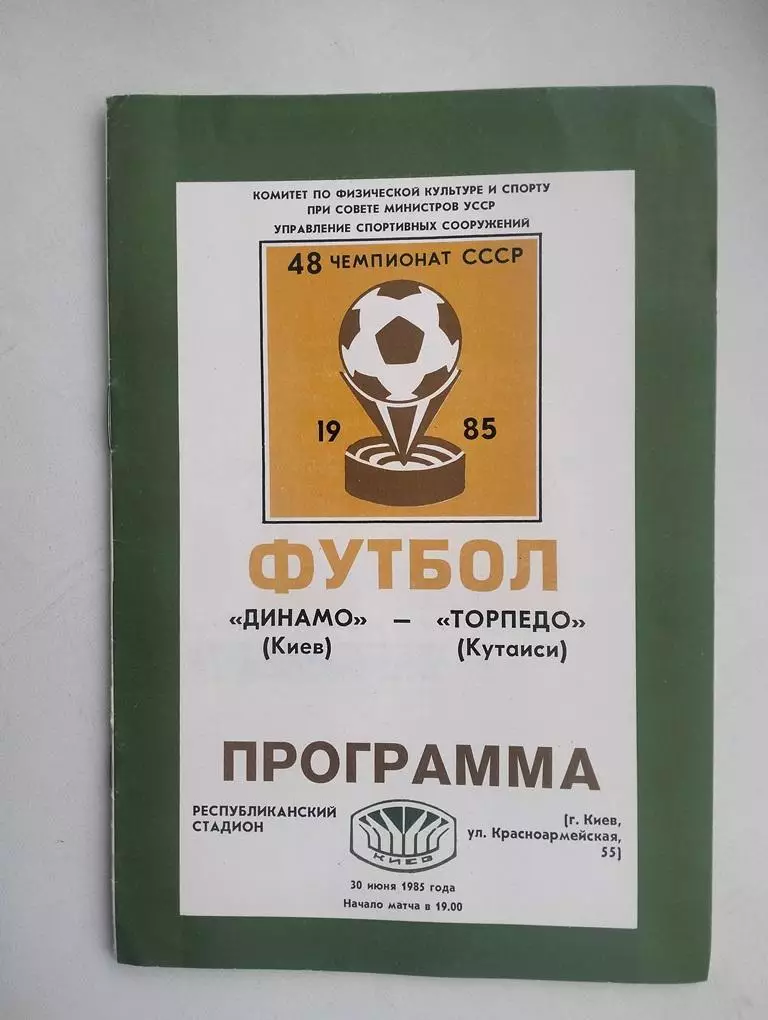 КОМИТЕТ ПО ФИЗИЧЕСКОЙ КУЛЬТУРЕ И СПОРТУ
ПРИ СОВЕТЕ МИНИСТРОВ УССР
УПРАВЛЕНИЕ СПОРТИВНЫХ СООРУЖЕНИЙ
48 ЧЕМПИОНАТ СССР
19 85
ФУТБОЛ
«ДИНАМО» — «ТОРПЕДО»
(Киев) (Кутаиси)
ПРОГРАММА
РЕСПУБЛИКАНСКИЙ
СТАДИОН
КИЕВ
(г. Киев,
ул. Красноармейская,
55)
30 июня 1985 года
Начало матча в 19.00